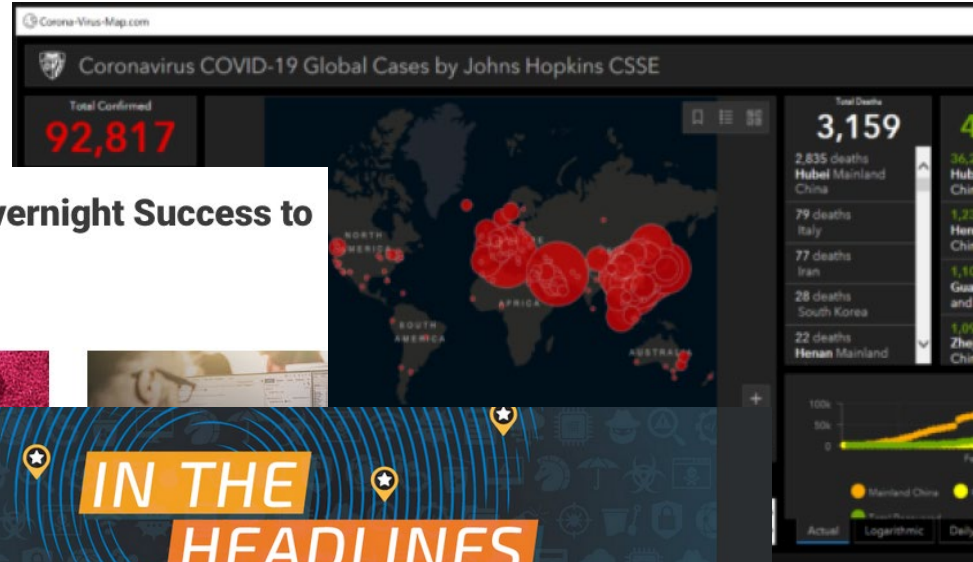 Corona-Virus-Map.com
Coronavirus COVID-19 Global Cases by Johns Hopkins CSSE
Total Confirmed
92,817
Total Deaths
3,159
2,835 deaths
Hubei Mainland
China
79 deaths
Italy
77 deaths
Iran
28 deaths
South Korea
22 deaths
Henan Mainland
vernight Success to
NORTH
AMERICA
AFRICA
SOUTH
AMERICA
AUSTRALIA
100k
50k
0
Mainland China
Total Recovered
Actual
Logarithmic
Daily
IN THE
HEADLINES